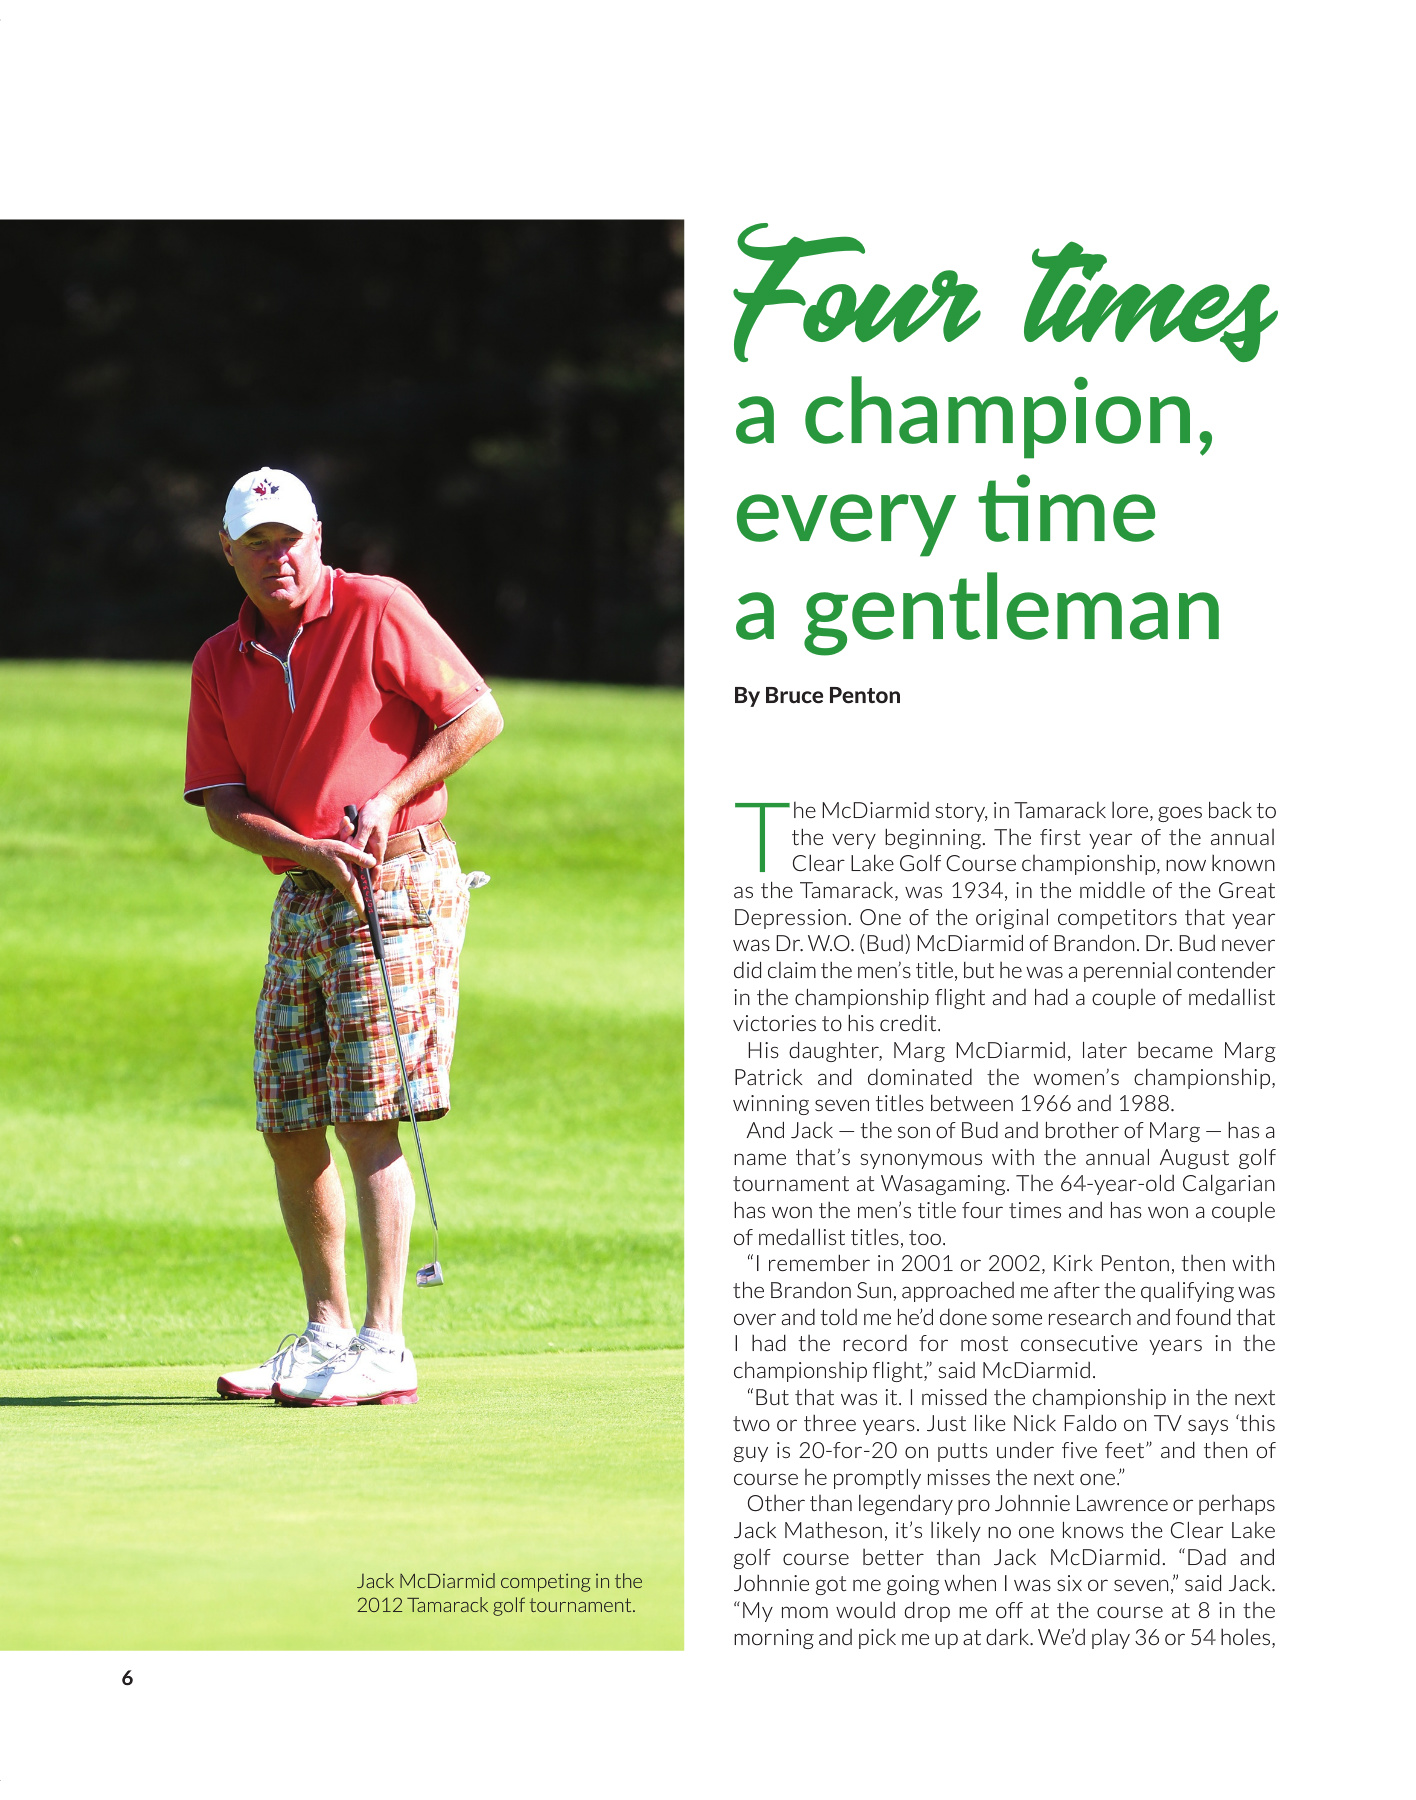 Four times
a champion,
every time
a gentleman
By Bruce Penton
The McDiarmid story, in Tamarack lore, goes back to
the very beginning. The first year of the annual
Clear Lake Golf Course championship, now known
as the Tamarack, was 1934, in the middle of the Great
Depression. One of the original competitors that year
was Dr. W.O. (Bud) McDiarmid of Brandon. Dr. Bud never
did claim the men’s title, but he was a perennial contender
in the championship flight and had a couple of medallist
victories to his credit.
His daughter, Marg McDiarmid, later became Marg
Patrick and dominated the women’s championship,
winning seven titles between 1966 and 1988.
And Jack — the son of Bud and brother of Marg — has a
name that’s synonymous with the annual August golf
tournament at Wasagaming. The 64-year-old Calgarian
has won the men’s title four times and has won a couple
of medallist titles, too.
“I remember in 2001 or 2002, Kirk Penton, then with
the Brandon Sun, approached me after the qualifying was
over and told me he’d done some research and found that
I had the record for most consecutive years in the
championship flight,” said McDiarmid.
“But that was it. I missed the championship in the next
two or three years. Just like Nick Faldo on TV says ‘this
guy is 20-for-20 on putts under five feet” and then of
course he promptly misses the next one.”
Other than legendary pro Johnnie Lawrence or perhaps
Jack Matheson, it’s likely no one knows the Clear Lake
golf course better than Jack McDiarmid. “Dad and
Johnnie got me going when I was six or seven,” said Jack.
“My mom would drop me off at the course at 8 in the
morning and pick me up at dark. We’d play 36 or 54 holes,
Jack McDiarmid competing in the
2012 Tamarack golf tournament.
6